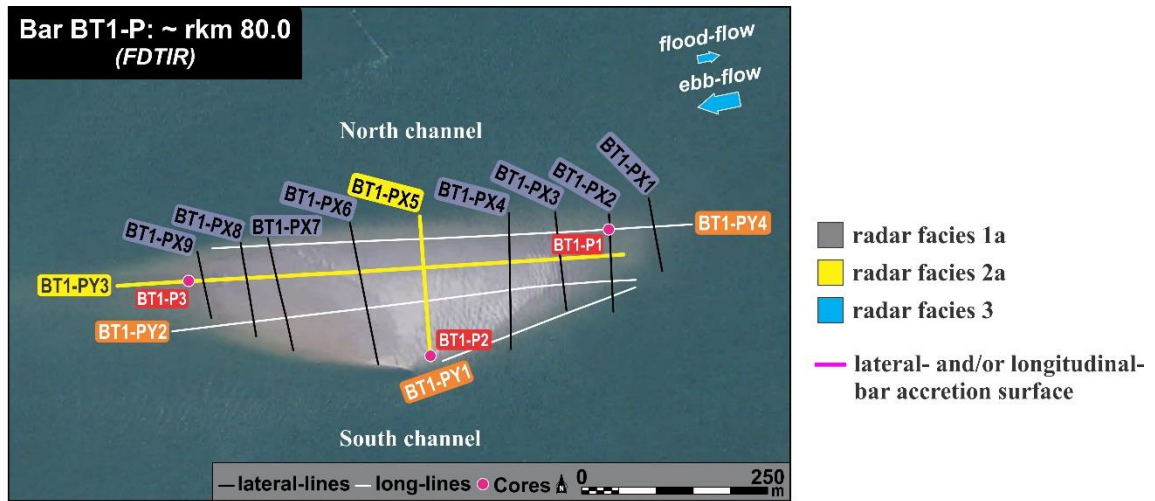 Bar BT1-P: ~ rkm 80.0
(FDTIR)
flood-flow
ebb-flow
North channel
BT1-PX9
BT1-PX8
BT1-PX7
BT1-PX6
BT1-PX5
BT1-PX4
BT1-PX3
BT1-PX2
BT1-PX1
BT1-PY4
BT1-P1
BT1-PY3
BT1-P3
BT1-PY2
BT1-P2
BT1-PY1
South channel
lateral-lines
long-lines
Cores
N
0
250
m
radar facies 1a
radar facies 2a
radar facies 3
lateral- and/or longitudinal-
bar accretion surface